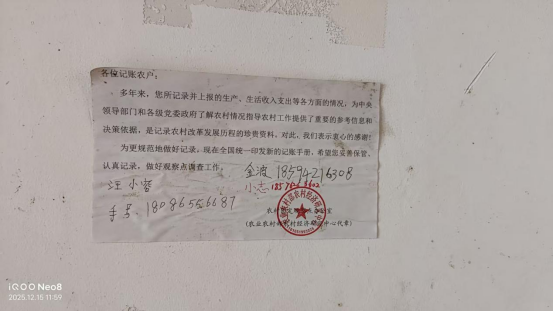 各位记账农户:
多年来,您所记录并上报的生产、生活收入支出等各方面的情况,为中央
领导部门和各级党委政府了解农村情况指导农村工作提供了重要的参考信息和
决策依据,是记录农村改革发展历程的珍贵资料。对此,我们表示衷心的感谢!
为更规范地做好记录,现在全国统一印发新的记账手册,希望您妥善保管,
认真记录,做好观察点调查工作。
金波 18594216308
汪小蓉
小志
手号 18086556687
(农业农村部农村经济研究中心代章)
iQOO Neo8
2025.12.15 11:59